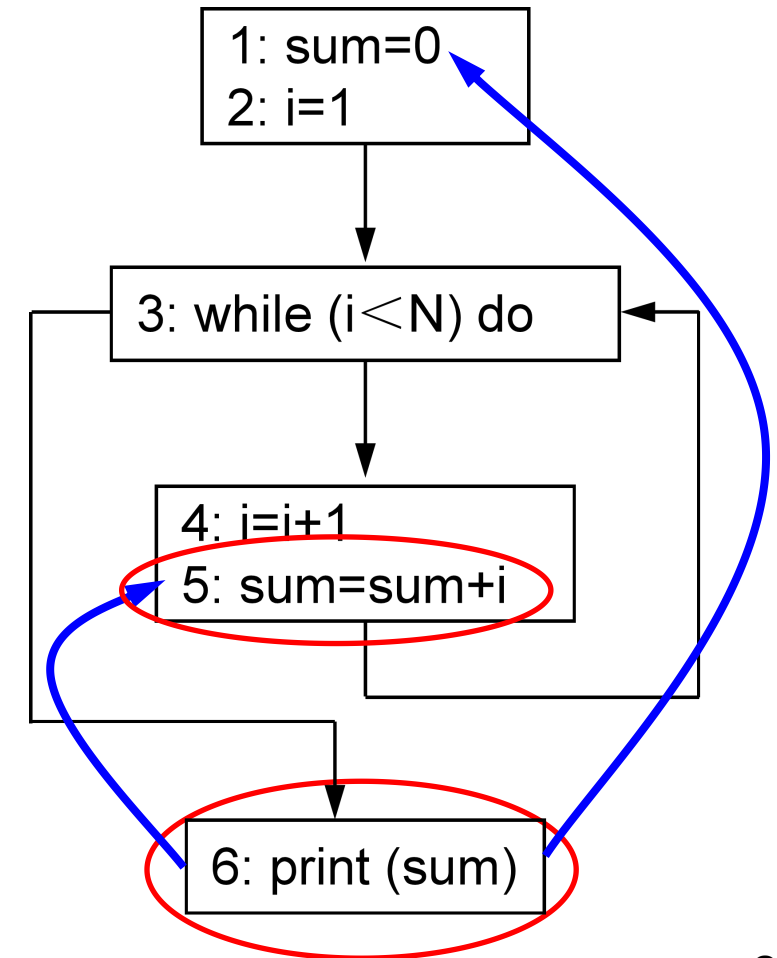 1: sum=0
2: i=1
3: while (i<N) do
4: i=i+1
5: sum=sum+i
6: print (sum)